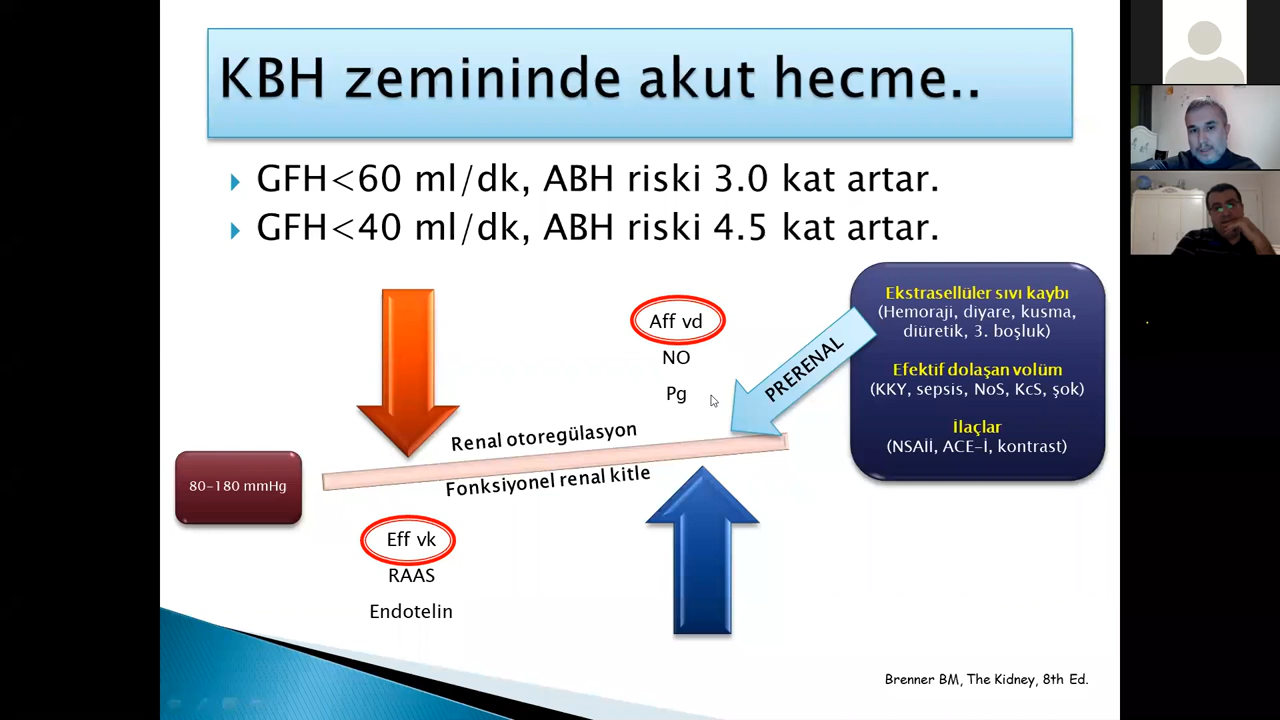 KBH zemininde akut hecme..
GFH<60 ml/dk, ABH riski 3.0 kat artar.
GFH<40 ml/dk, ABH riski 4.5 kat artar.
Aff vd
NO
Pg
PRERENAL
Ekstrasellüler sıvı kaybı
(Hemoraji, diyare, kusma,
diüretik, 3. boşluk)
Efektif dolaşan volüm
(KKY, sepsis, NoS, KcS, şok)
İlaçlar
(NSAİİ, ACE-İ, kontrast)
Renal otoregülasyon
Fonksiyonel renal kitle
80-180 mmHg
Eff vk
RAAS
Endotelin
Brenner BM, The Kidney, 8th Ed.